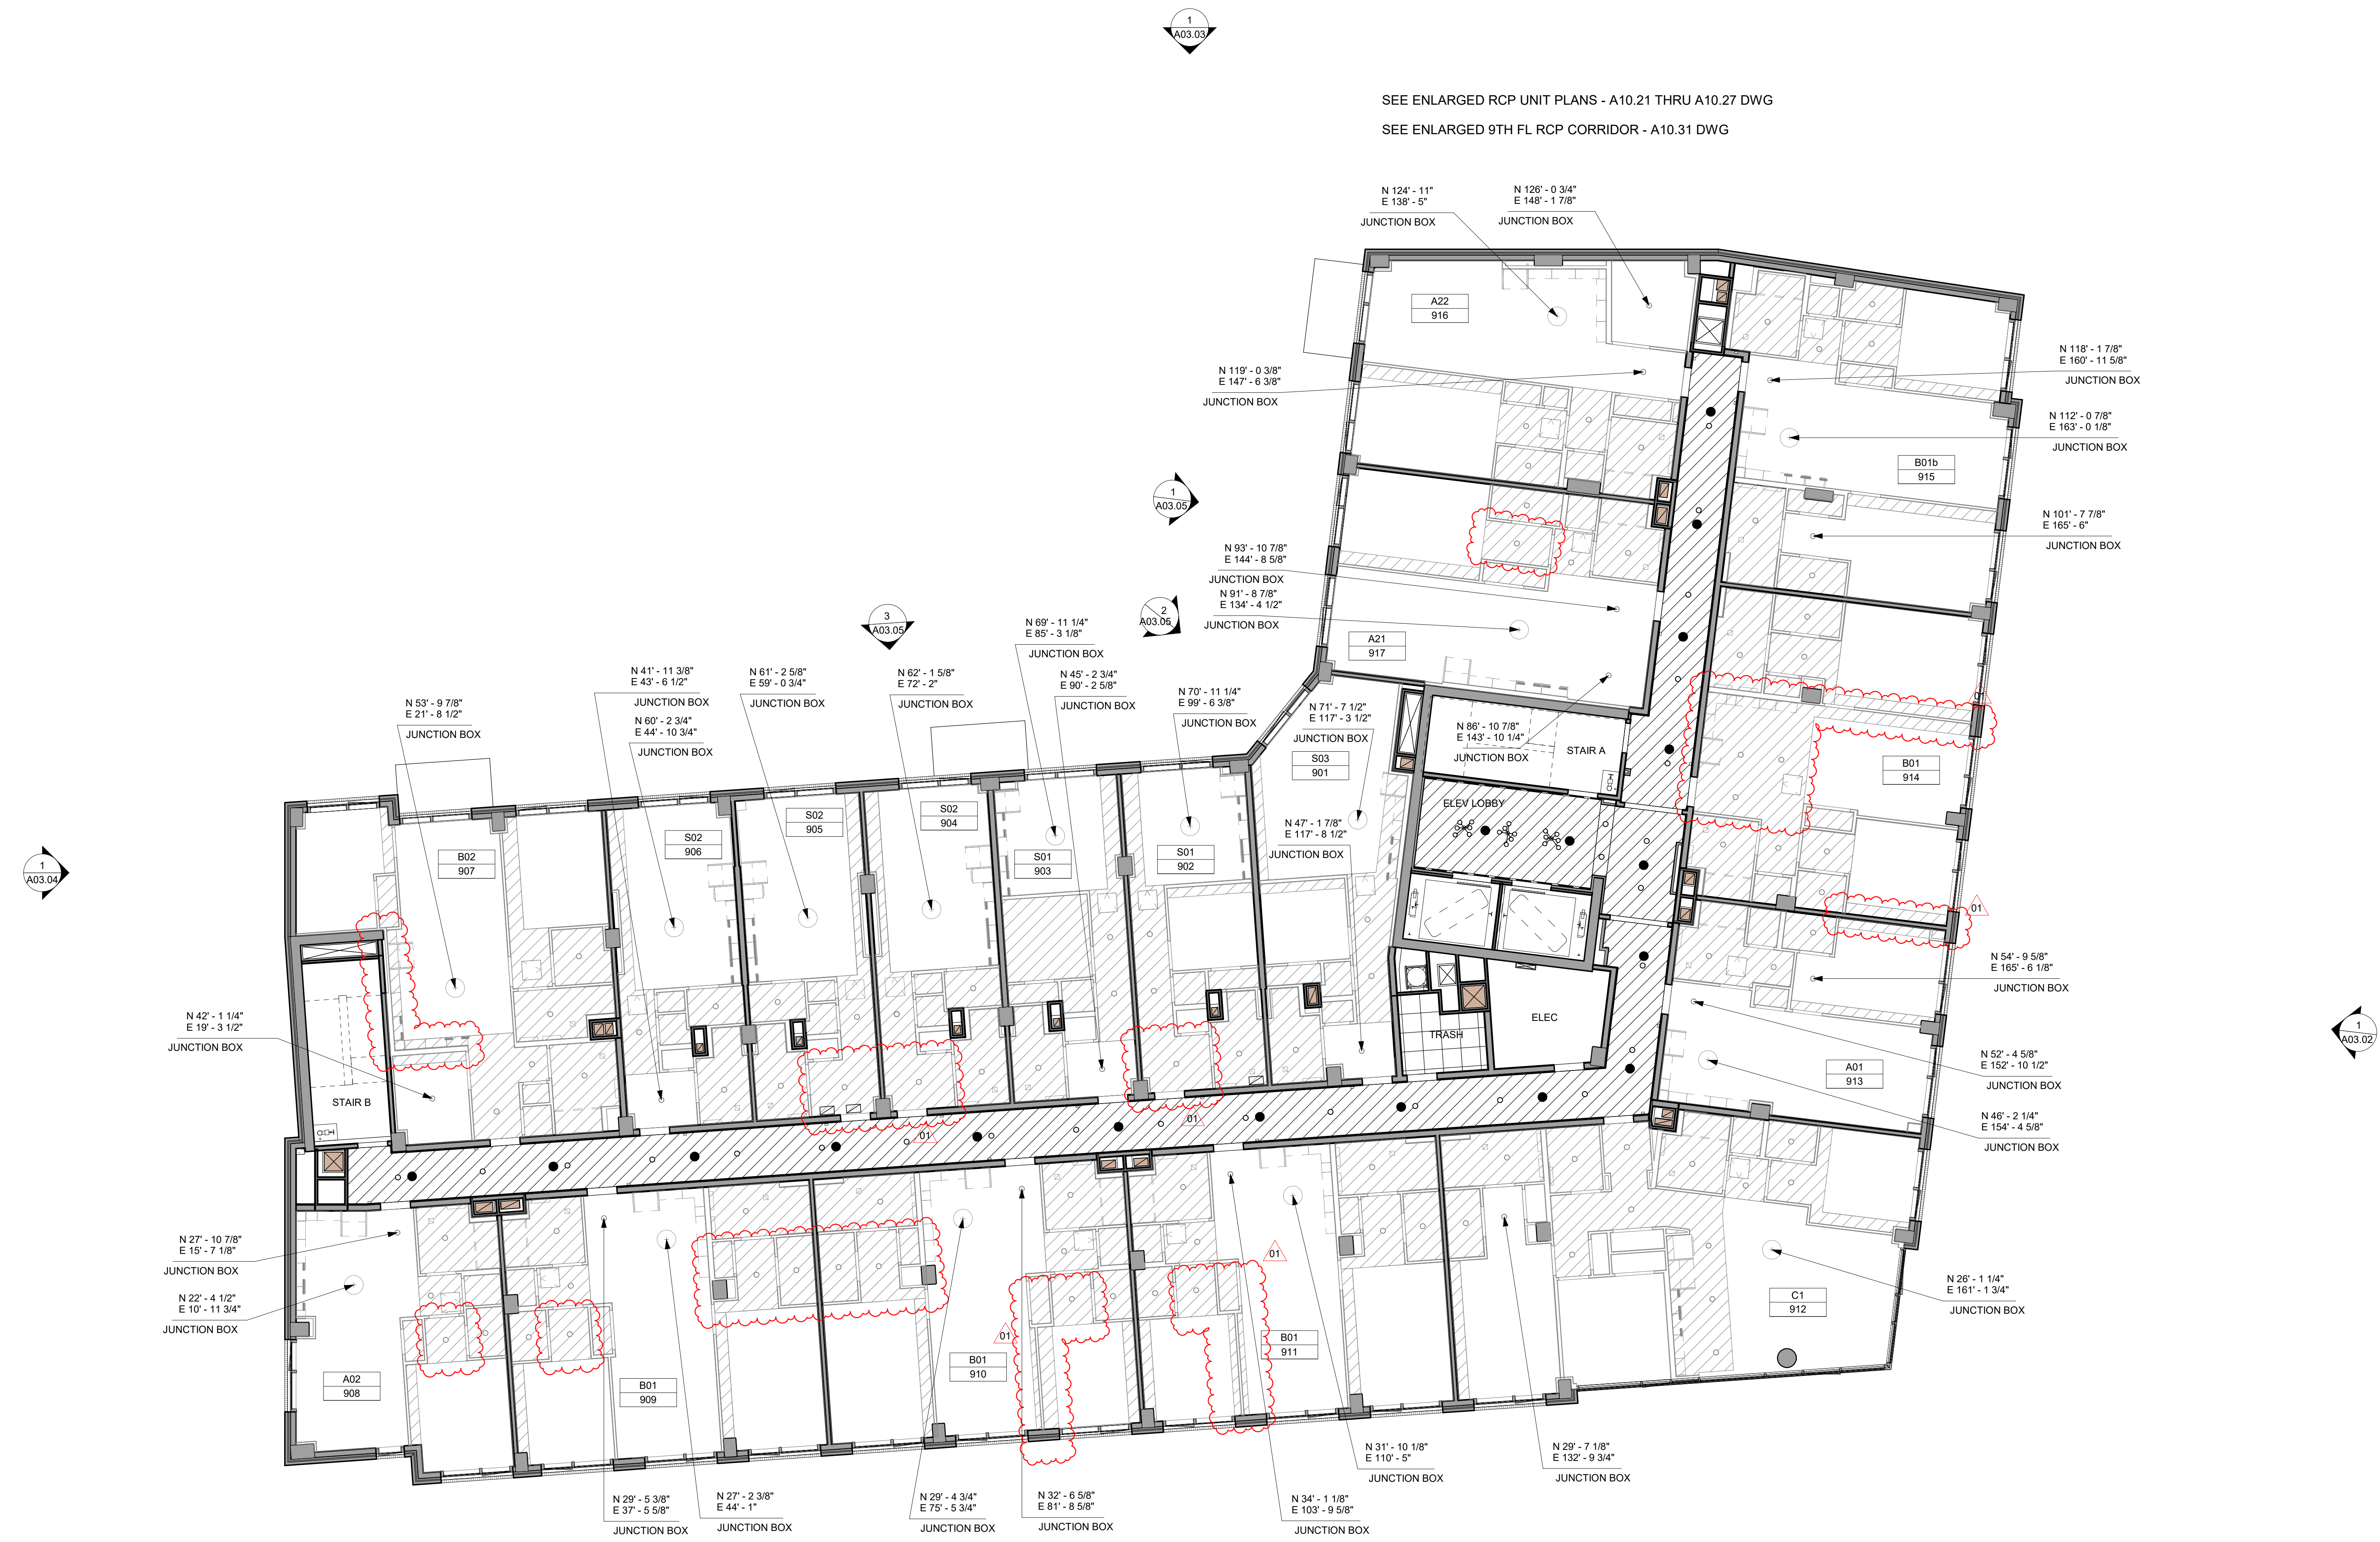 1
A03.03
SEE ENLARGED RCP UNIT PLANS - A10.21 THRU A10.27 DWG
SEE ENLARGED 9TH FL RCP CORRIDOR - A10.31 DWG
N 124' - 11"
E 138' - 5"
JUNCTION BOX
N 126' - 0 3/4"
E 148' - 1 7/8"
JUNCTION BOX
A22
916
N 119' - 0 3/8"
E 147' - 6 3/8"
JUNCTION BOX
N 118' - 1 7/8"
E 160' - 11 5/8"
JUNCTION BOX
N 112' - 0 7/8"
E 163' - 0 1/8"
JUNCTION BOX
B01b
915
1
A03.05
N 101' - 7 7/8"
E 165' - 6"
JUNCTION BOX
N 93' - 10 7/8"
E 144' - 8 5/8"
JUNCTION BOX
N 91' - 8 7/8"
E 134' - 4 1/2"
JUNCTION BOX
2
A03.05
3
A03.05
A21
917
N 69' - 11 1/4"
E 85' - 3 1/8"
JUNCTION BOX
N 41' - 11 3/8"
E 43' - 6 1/2"
JUNCTION BOX
N 61' - 2 5/8"
E 59' - 0 3/4"
JUNCTION BOX
N 62' - 1 5/8"
E 72' - 2"
JUNCTION BOX
N 45' - 2 3/4"
E 90' - 2 5/8"
JUNCTION BOX
N 70' - 11 1/4"
E 99' - 6 3/8"
JUNCTION BOX
N 53' - 9 7/8"
E 21' - 8 1/2"
JUNCTION BOX
N 60' - 2 3/4"
E 44' - 10 3/4"
JUNCTION BOX
N 71' - 7 1/2"
E 117' - 3 1/2"
JUNCTION BOX
N 86' - 10 7/8"
E 143' - 10 1/4"
JUNCTION BOX
STAIR A
01
S03
901
B01
914
ELEV LOBBY
N 47' - 1 7/8"
E 117' - 8 1/2"
JUNCTION BOX
S02
904
S02
905
S02
906
B02
907
S01
903
S01
902
1
A03.04
01
N 54' - 9 5/8"
E 165' - 6 1/8"
JUNCTION BOX
N 42' - 1 1/4"
E 19' - 3 1/2"
JUNCTION BOX
ELEC
TRASH
1
A03.02
N 52' - 4 5/8"
E 152' - 10 1/2"
JUNCTION BOX
A01
913
STAIR B
01
01
N 46' - 2 1/4"
E 154' - 4 5/8"
JUNCTION BOX
N 27' - 10 7/8"
E 15' - 7 1/8"
JUNCTION BOX
01
N 22' - 4 1/2"
E 10' - 11 3/4"
JUNCTION BOX
N 26' - 1 1/4"
E 161' - 1 3/4"
JUNCTION BOX
C1
912
01
B01
911
B01
910
A02
908
B01
909
N 31' - 10 1/8"
E 110' - 5"
JUNCTION BOX
N 29' - 7 1/8"
E 132' - 9 3/4"
JUNCTION BOX
N 29' - 5 3/8"
E 37' - 5 5/8"
JUNCTION BOX
N 27' - 2 3/8"
E 44' - 1"
JUNCTION BOX
N 29' - 4 3/4"
E 75' - 5 3/4"
JUNCTION BOX
N 32' - 6 5/8"
E 81' - 8 5/8"
JUNCTION BOX
N 34' - 1 1/8"
E 103' - 9 5/8"
JUNCTION BOX